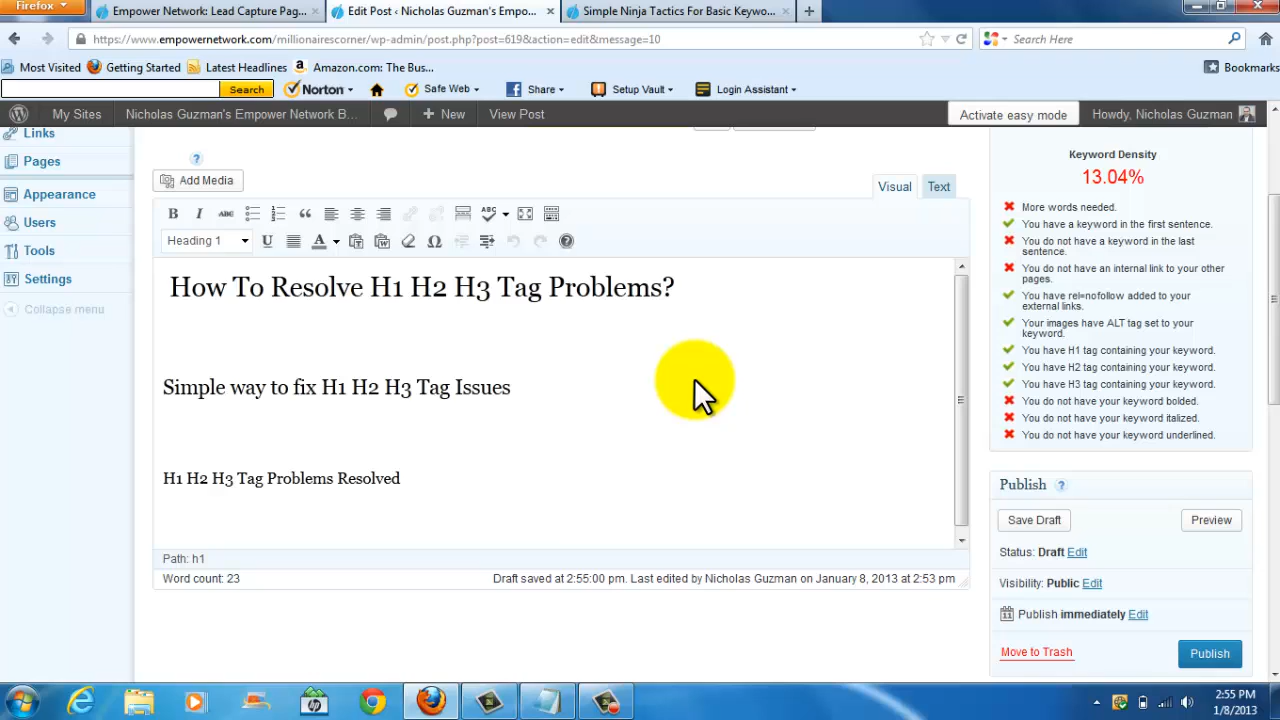 Firefox
Empower Network: Lead Capture Pag...
Edit Post ‹ Nicholas Guzman's Empo...
Simple Ninja Tactics For Basic Keywo...
https://www.empowernetwork.com/millionairescorner/wp-admin/post.php?post=619&action=edit&message=10
Search Here
Most Visited
Getting Started
Latest Headlines
Amazon.com: The Bus...
Bookmarks
Search
Norton
Safe Web
Share
Setup Vault
Login Assistant
My Sites
Nicholas Guzman's Empower Network B...
New
View Post
Activate easy mode
Howdy, Nicholas Guzman
Links
Pages
Appearance
Users
Tools
Settings
Collapse menu
Add Media
Visual
Text
Heading 1
How To Resolve H1 H2 H3 Tag Problems?
Simple way to fix H1 H2 H3 Tag Issues
H1 H2 H3 Tag Problems Resolved
Path: h1
Word count: 23
Draft saved at 2:55:00 pm. Last edited by Nicholas Guzman on January 8, 2013 at 2:53 pm
Keyword Density
13.04%
More words needed.
You have a keyword in the first sentence.
You do not have a keyword in the last
sentence.
You do not have an internal link to your other
pages.
You have rel=nofollow added to your
external links.
Your images have ALT tag set to your
keyword.
You have H1 tag containing your keyword.
You have H2 tag containing your keyword.
You have H3 tag containing your keyword.
You do not have your keyword bolded.
You do not have your keyword italized.
You do not have your keyword underlined.
Publish
Save Draft
Preview
Status: Draft Edit
Visibility: Public Edit
Publish immediately Edit
Move to Trash
Publish
2:55 PM
1/8/2013